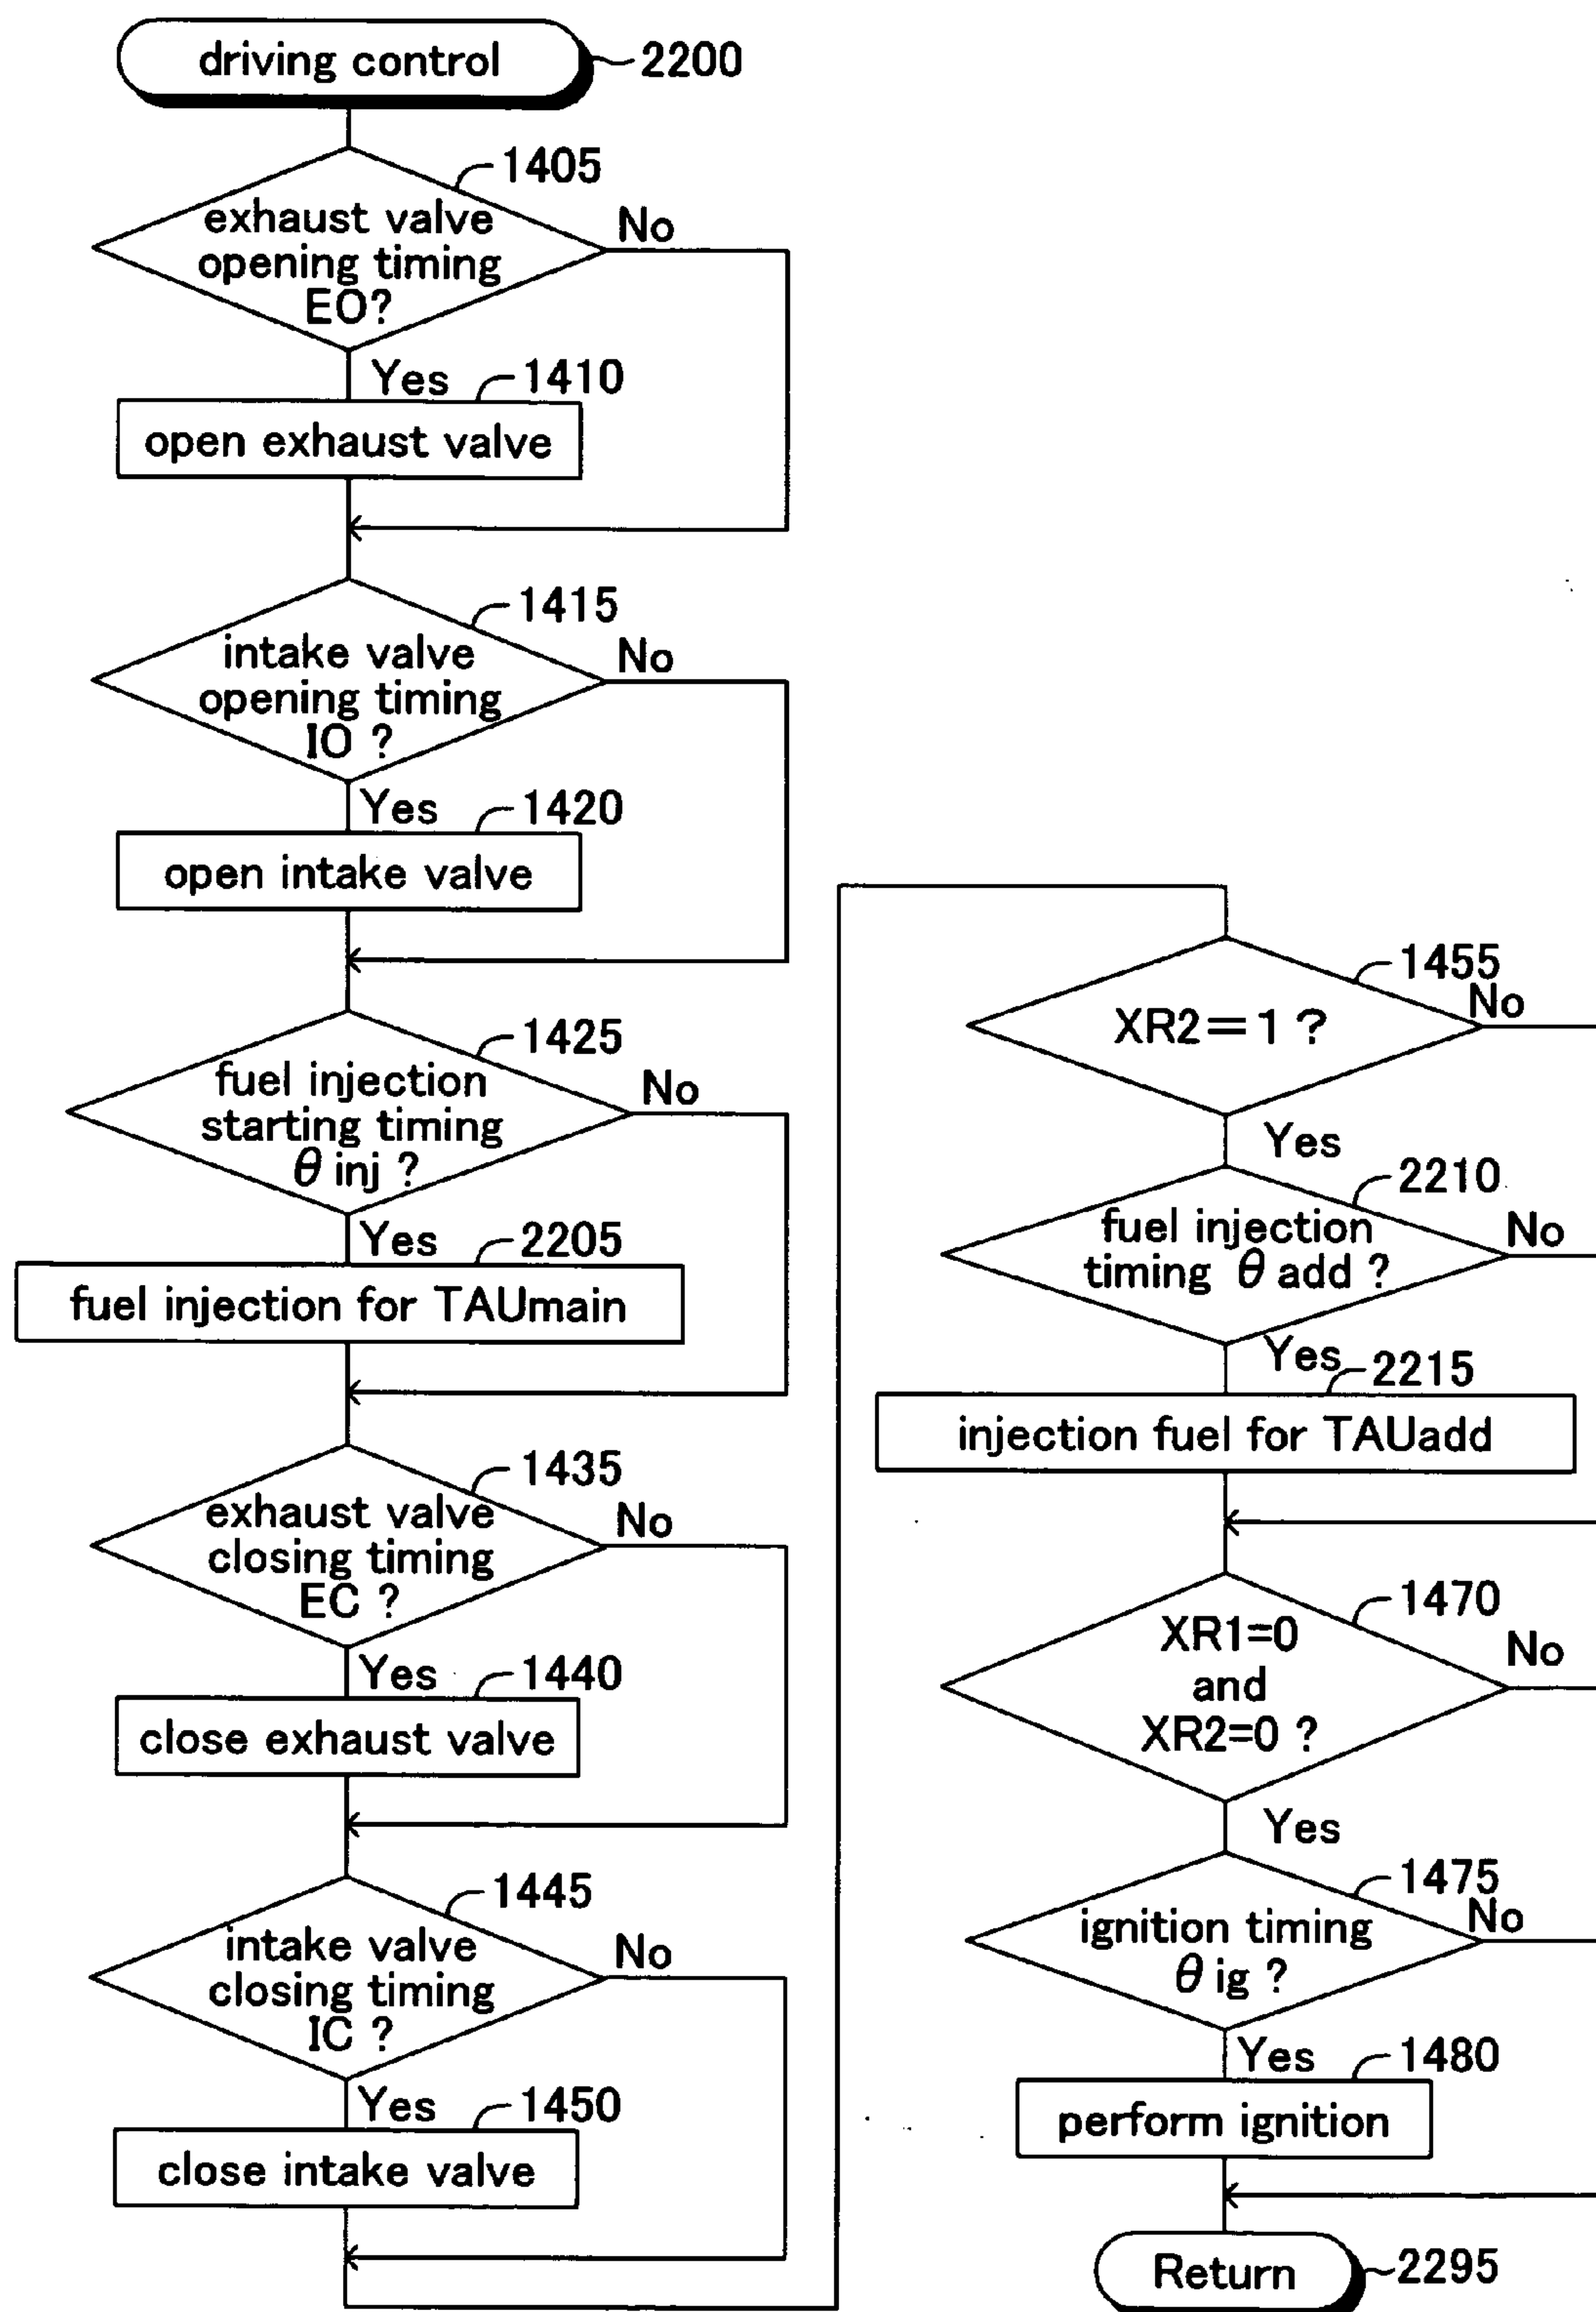 driving control
2200
1405
exhaust valve
opening timing
EO?
No
Yes
1410
open exhaust valve
1415
intake valve
opening timing
IO ?
No
Yes
1420
open intake valve
1425
fuel injection
starting timing
θ inj ?
No
Yes
2205
fuel injection for TAUmain
1435
exhaust valve
closing timing
EC ?
No
Yes
1440
close exhaust valve
1445
intake valve
closing timing
IC ?
No
Yes
1450
close intake valve
1455
XR2=1 ?
No
Yes
2210
fuel injection
timing θ add ?
No
Yes
2215
injection fuel for TAUadd
1470
XR1=0
and
XR2=0 ?
No
Yes
1475
ignition timing
θ ig ?
No
Yes
1480
perform ignition
Return
2295